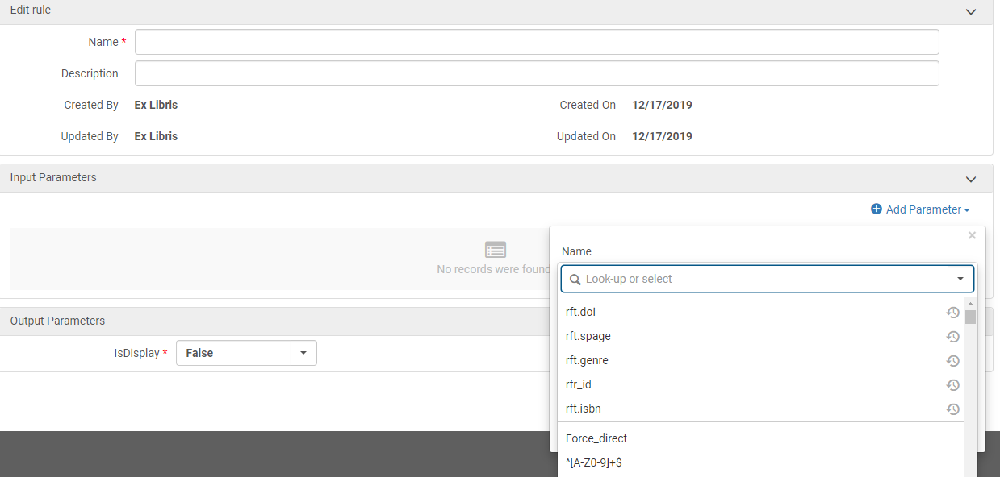 Edit rule
Name *
Description
Created By Ex Libris Created On 12/17/2019
Updated By Ex Libris Updated On 12/17/2019
Input Parameters
Add Parameter
No records were found
Name
Look-up or select
rft.doi
rft.spage
rft.genre
rfr_id
rft.isbn
Force_direct
^[A-Z0-9]+$
Output Parameters
IsDisplay * False